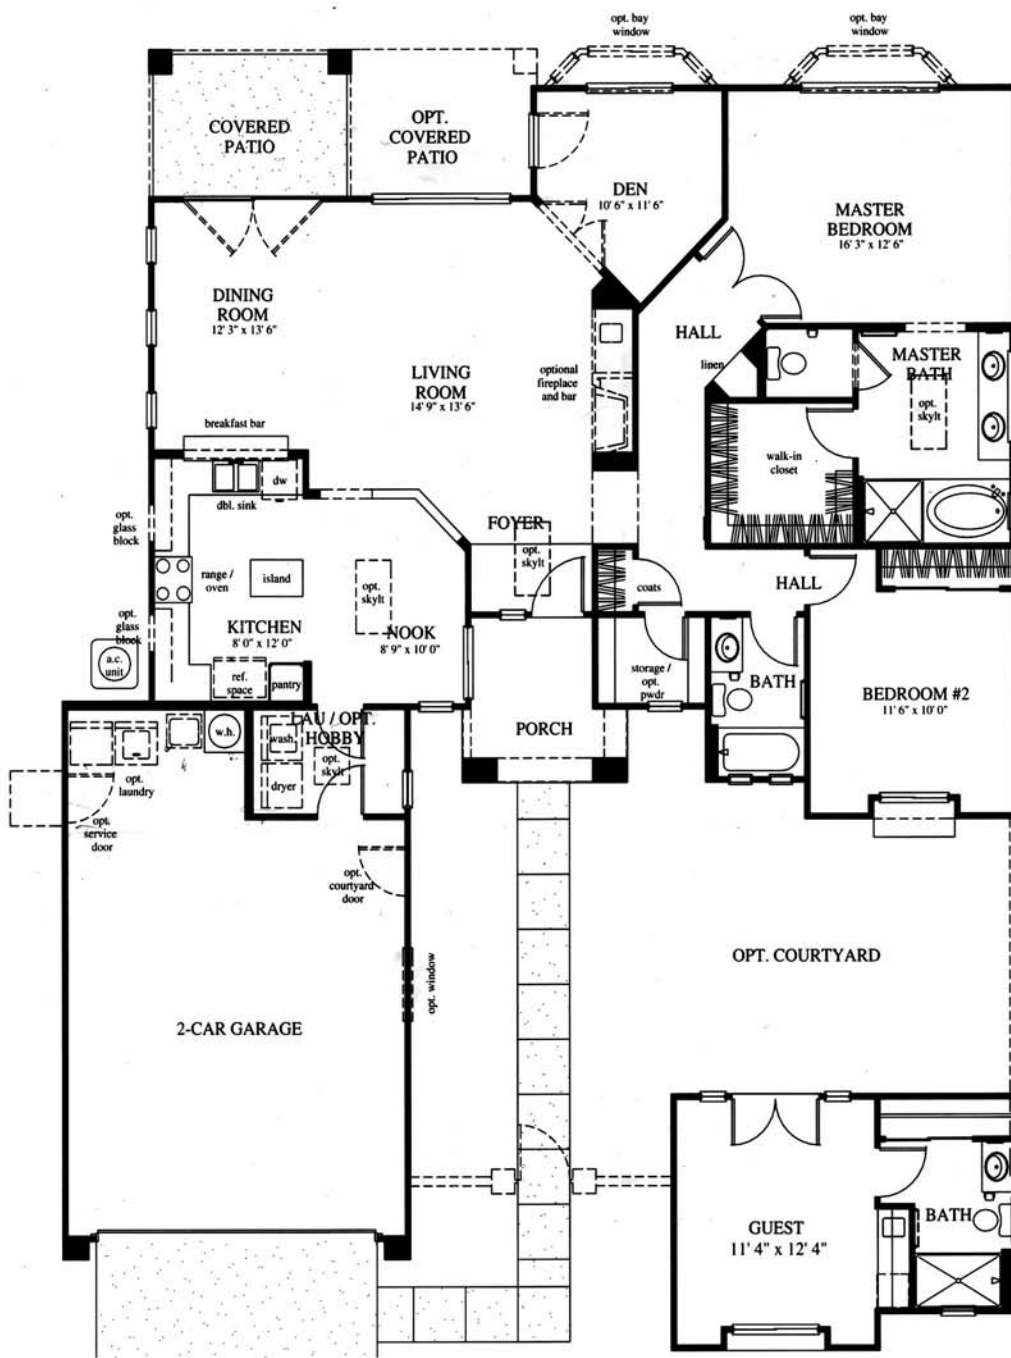 opt. bay
window
opt. bay
window
COVERED
PATIO
OPT.
COVERED
PATIO
DEN
10' 6" x 11' 6"
MASTER
BEDROOM
16' 3" x 12' 6"
DINING
ROOM
12' 3" x 13' 6"
HALL
linen
MASTER
BATH
opt.
skylt
LIVING
ROOM
14' 9" x 13' 6"
optional
fireplace
and bar
breakfast bar
walk-in
closet
dw
dbl. sink
opt.
glass
block
FOYER
opt.
skylt
range /
oven
island
opt.
skylt
coats
HALL
opt.
glass
block
KITCHEN
8' 0" x 12' 0"
NOOK
8' 9" x 10' 0"
a.c.
unit
ref.
space
pantry
storage /
opt.
pwdr
BATH
BEDROOM #2
11' 6" x 10' 0"
LAU / OPT.
HOBBY
w.h.
wash
opt.
skylt
dryer
PORCH
opt.
laundry
opt.
service
door
opt.
courtyard
door
opt. window
OPT. COURTYARD
2-CAR GARAGE
GUEST
11' 4" x 12' 4"
BATH